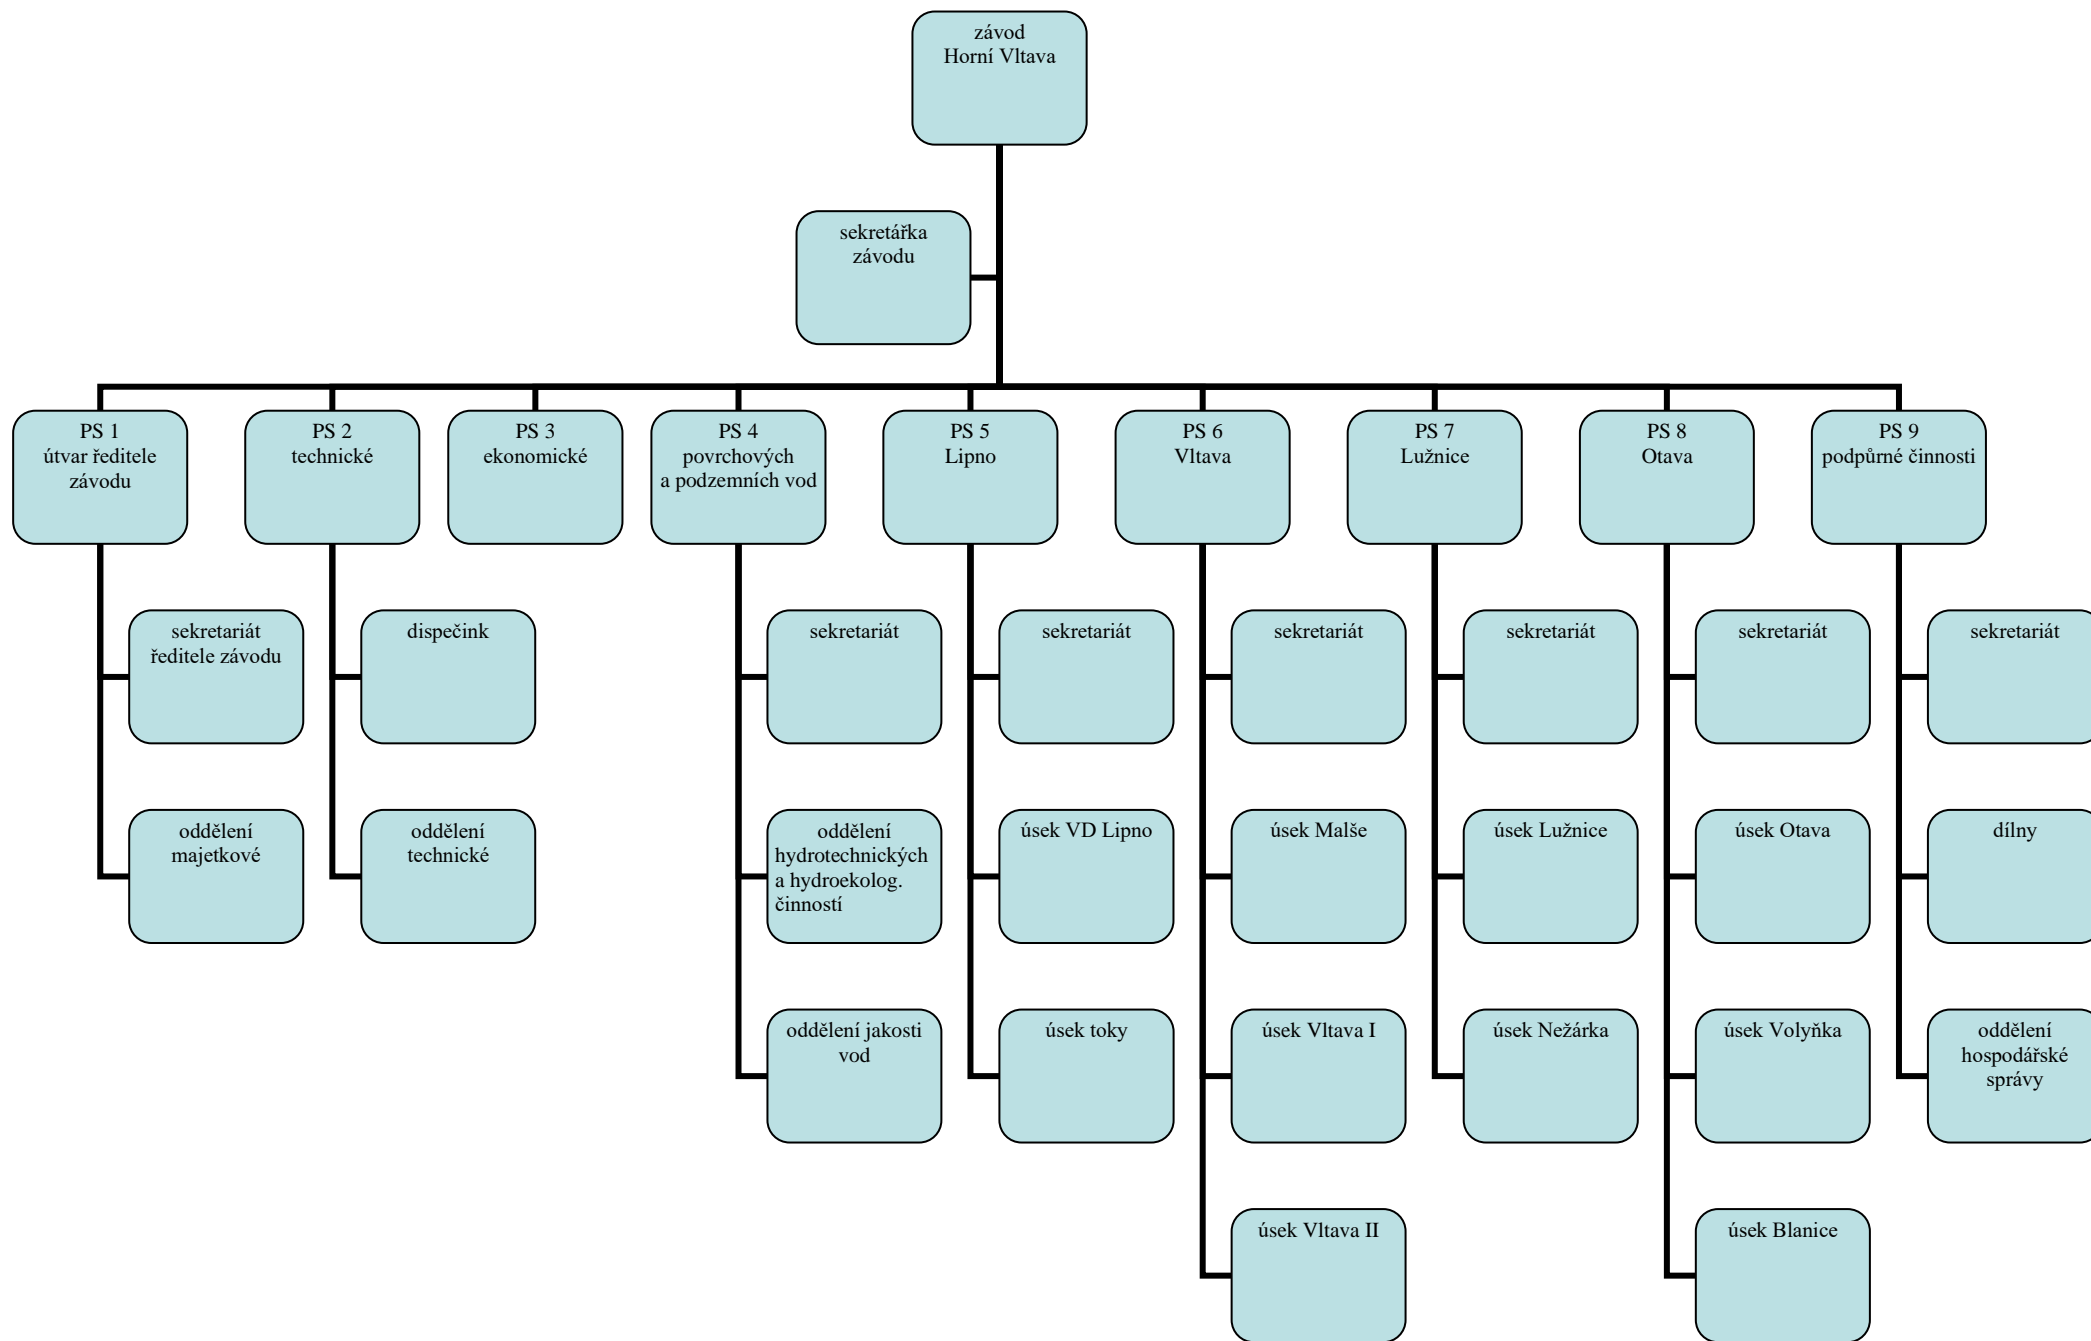 závod
Horní Vltava
sekretářka
závodu
PS 1
útvar ředitele
závodu
PS 2
technické
PS 3
ekonomické
PS 4
povrchových
a podzemních vod
PS 5
Lipno
PS 6
Vltava
PS 7
Lužnice
PS 8
Otava
PS 9
podpůrné činnosti
sekretariát
ředitele závodu
dispečink
sekretariát
sekretariát
sekretariát
sekretariát
sekretariát
sekretariát
oddělení
majetkové
oddělení
technické
oddělení
hydrotechnických
a hydroekolog.
činností
úsek VD Lipno
úsek Malše
úsek Lužnice
úsek Otava
dílny
oddělení jakosti
vod
úsek toky
úsek Vltava I
úsek Nežárka
úsek Volyňka
oddělení
hospodářské
správy
úsek Vltava II
úsek Blanice